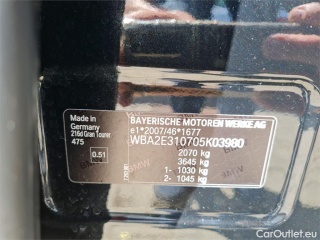 Made in
Germany
216d Gran Tourer
475
0.51
BAYERISCHE MOTOREN WERKE AG
e1*2007/46*1677
WBA2E310705K03980
2070 kg
3645 kg
1- 1030 kg
2- 1045 kg
CarOutlet.eu